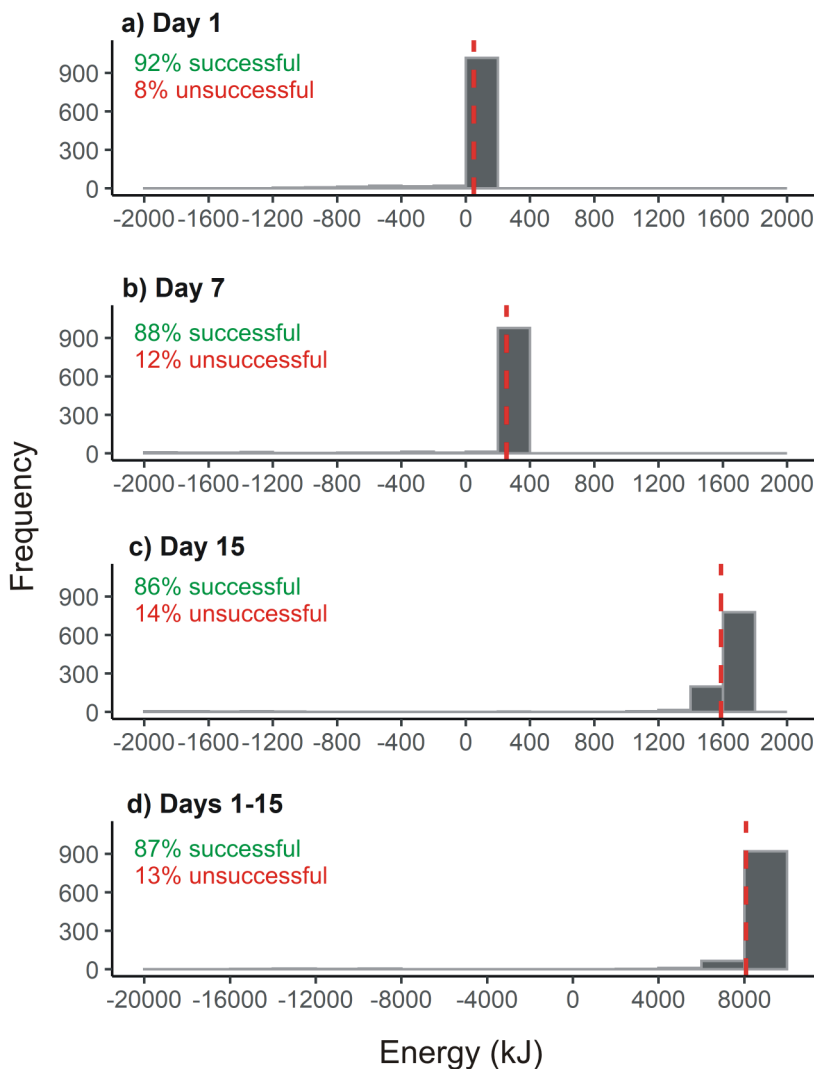 a) Day 1
92% successful
8% unsuccessful
900
600
300
0
-2000 -1600 -1200 -800 -400 0 400 800 1200 1600 2000
b) Day 7
88% successful
12% unsuccessful
900
600
300
0
-2000 -1600 -1200 -800 -400 0 400 800 1200 1600 2000
c) Day 15
86% successful
14% unsuccessful
900
600
300
0
-2000 -1600 -1200 -800 -400 0 400 800 1200 1600 2000
d) Days 1-15
87% successful
13% unsuccessful
900
600
300
0
-20000 -16000 -12000 -8000 -4000 0 4000 8000
Frequency
Energy (kJ)